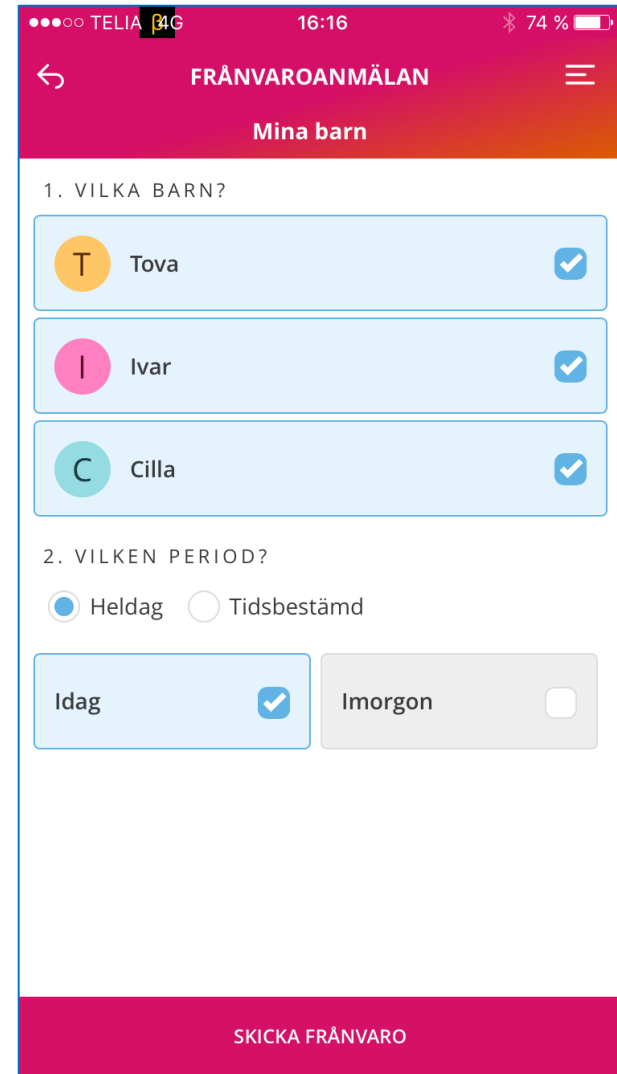 TELIA β4G 16:16 74 %
FRÅNVAROANMÄLAN
Mina barn
1. VILKA BARN?
T Tova
I Ivar
C Cilla
2. VILKEN PERIOD?
Heldag Tidsbestämd
Idag Imorgon
SKICKA FRÅNVARO